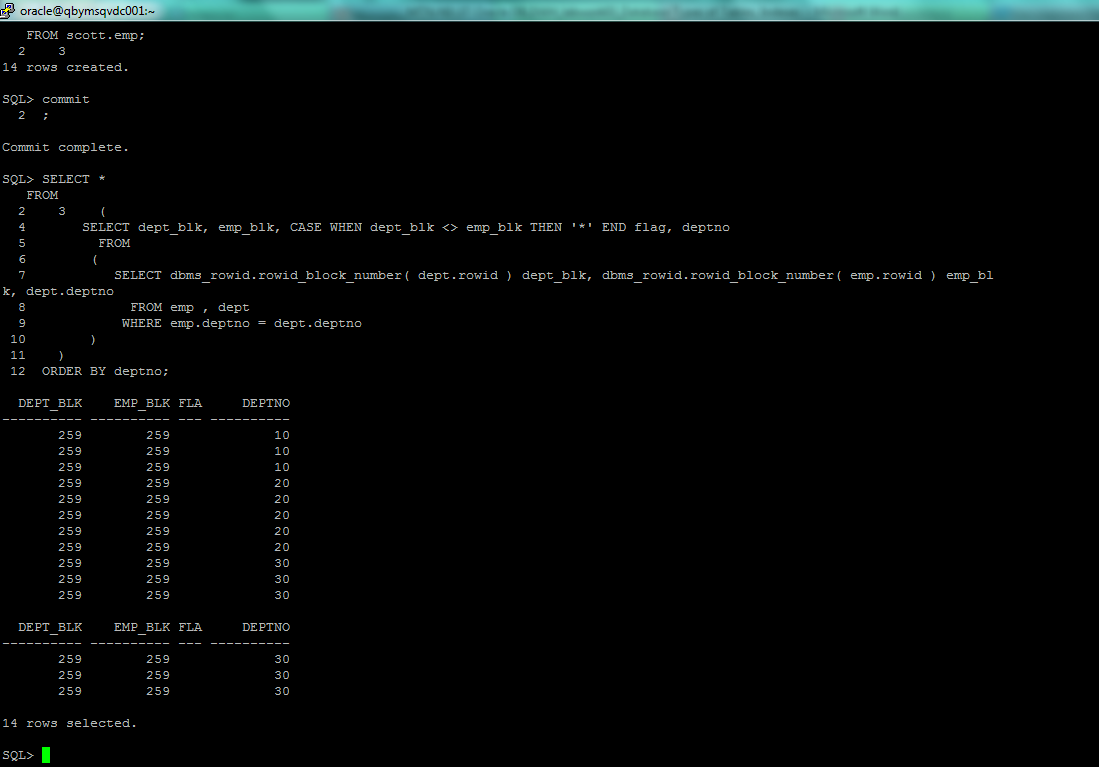 oracle@qbymsqvdc001:~
FROM scott.emp;
  2    3
14 rows created.
SQL> commit
  2  ;
Commit complete.
SQL> SELECT *
   FROM
  2    3    (
  4       SELECT dept_blk, emp_blk, CASE WHEN dept_blk <> emp_blk THEN '*' END flag, deptno
  5         FROM
  6        (
  7           SELECT dbms_rowid.rowid_block_number( dept.rowid ) dept_blk, dbms_rowid.rowid_block_number( emp.rowid ) emp_bl
k, dept.deptno
  8             FROM emp , dept
  9            WHERE emp.deptno = dept.deptno
 10        )
 11    )
 12  ORDER BY deptno;
  DEPT_BLK    EMP_BLK FLA     DEPTNO
---------- ---------- --- ----------
       259        259             10
       259        259             10
       259        259             10
       259        259             20
       259        259             20
       259        259             20
       259        259             20
       259        259             20
       259        259             30
       259        259             30
       259        259             30
  DEPT_BLK    EMP_BLK FLA     DEPTNO
---------- ---------- --- ----------
       259        259             30
       259        259             30
       259        259             30
14 rows selected.
SQL>